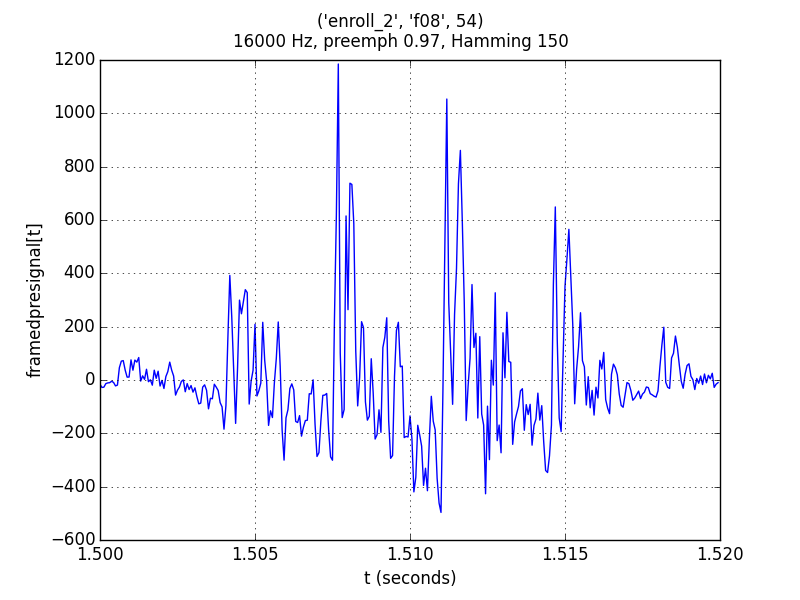 ('enroll_2', 'f08', 54)
16000 Hz, preemph 0.97, Hamming 150
1200
1000
800
600
400
200
0
−200
−400
−600
framedpresignal[t]
1.500 1.505 1.510 1.515 1.520
t (seconds)